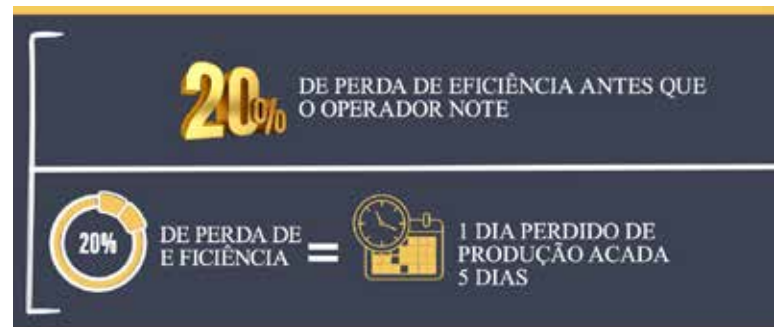 20% DE PERDA DE EFICIÊNCIA ANTES QUE
O OPERADOR NOTE
20% DE PERDA DE
E FICIÊNCIA =
1 DIA PERDIDO DE
PRODUÇÃO ACADA
5 DIAS